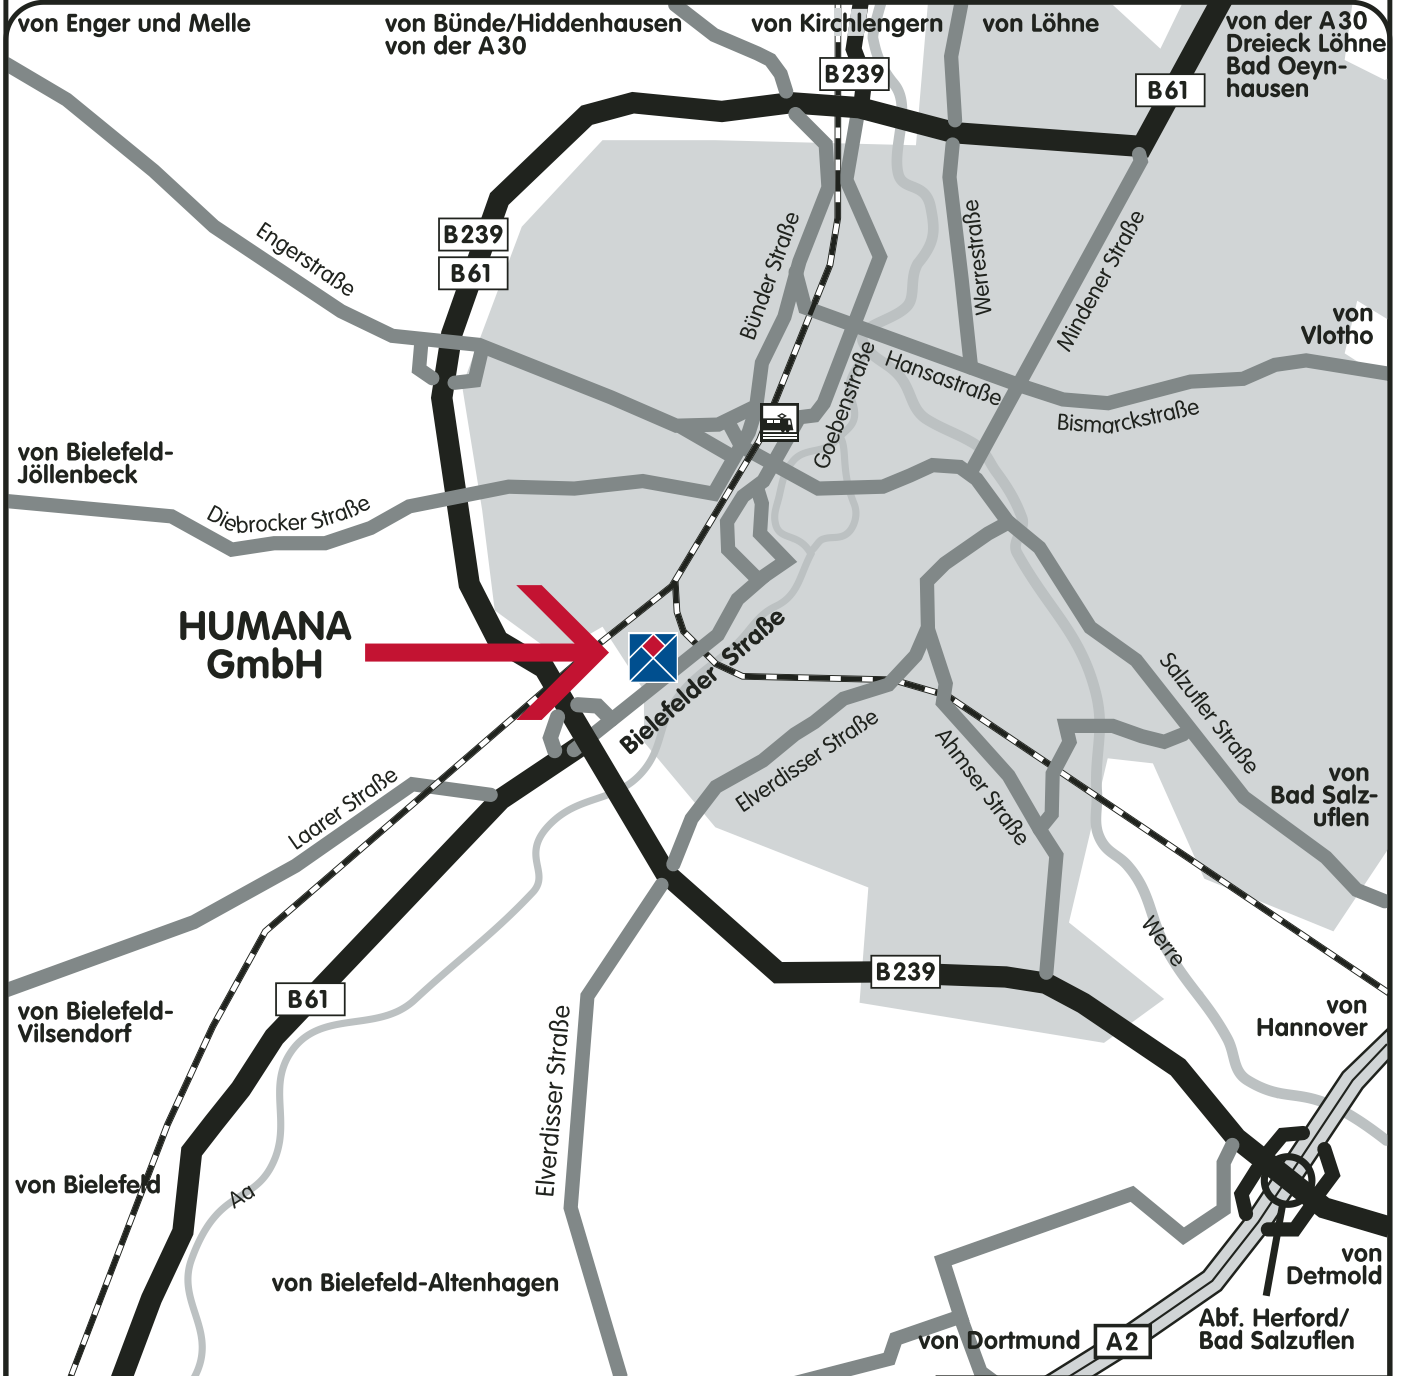 von Enger und Melle
von Bünde/Hiddenhausen
von der A30
von Kirchlengern
von Löhne
von der A30
Dreieck Löhne
Bad Oeyn-
hausen
B239
B61
B239
B61
Engerstraße
Bünder Straße
Werrestraße
Mindener Straße
von
Vlotho
Goebenstraße
Hansastraße
Bismarckstraße
von Bielefeld-
Jöllenbeck
Diebrocker Straße
HUMANA
GmbH
Bielefelder Straße
Salzufler Straße
Elverdisser Straße
Ahmser Straße
Laarer Straße
von
Bad Salz-
uflen
Werre
B239
B61
von Bielefeld-
Vilsendorf
von
Hannover
Elverdisser Straße
von Bielefeld
Aa
von Bielefeld-Altenhagen
von
Detmold
Abf. Herford/
Bad Salzuflen
von Dortmund
A2